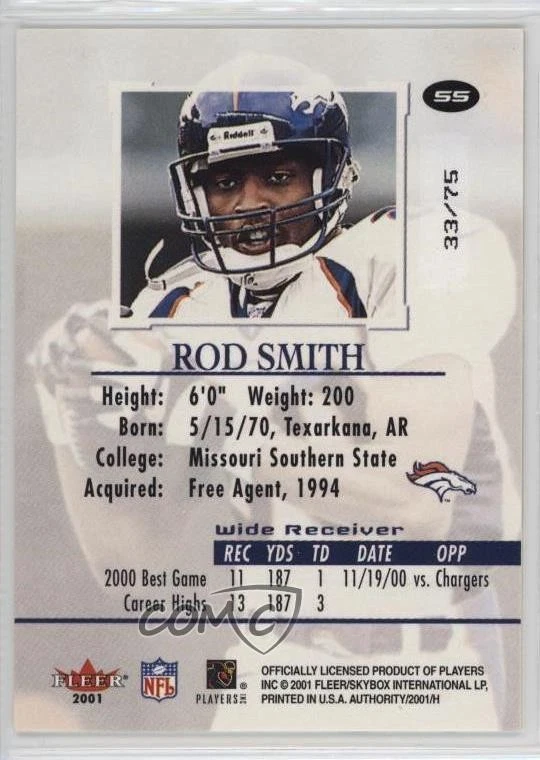 Riddell
55
33/75
ROD SMITH
Height: 6'0" Weight: 200
Born: 5/15/70, Texarkana, AR
College: Missouri Southern State
Acquired: Free Agent, 1994
Wide Receiver
REC YDS TD DATE OPP
2000 Best Game 11 187 1 11/19/00 vs. Chargers
Career Highs 13 187 3
COMC
FLEER®
2001
NFL
PLAYERS INC ®
OFFICIALLY LICENSED PRODUCT OF PLAYERS
INC © 2001 FLEER/SKYBOX INTERNATIONAL LP,
PRINTED IN U.S.A. AUTHORITY/2001/H